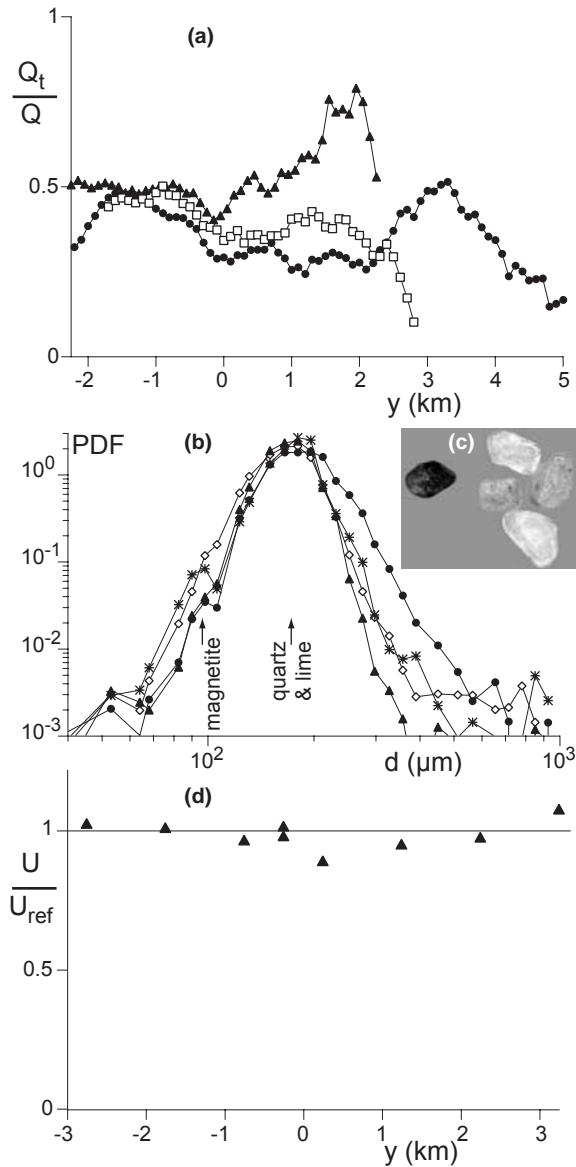 1
(a)
Qt
Q
0.5
0
-2 -1 0 1 2 3 4 5
y (km)
PDF
(b)
(c)
10^0
10^-1
10^-2
10^-3
magnetite
quartz
& lime
10^2
d (µm)
10^3
(d)
1
U
Uref
0.5
0
-3 -2 -1 0 1 2 3
y (km)